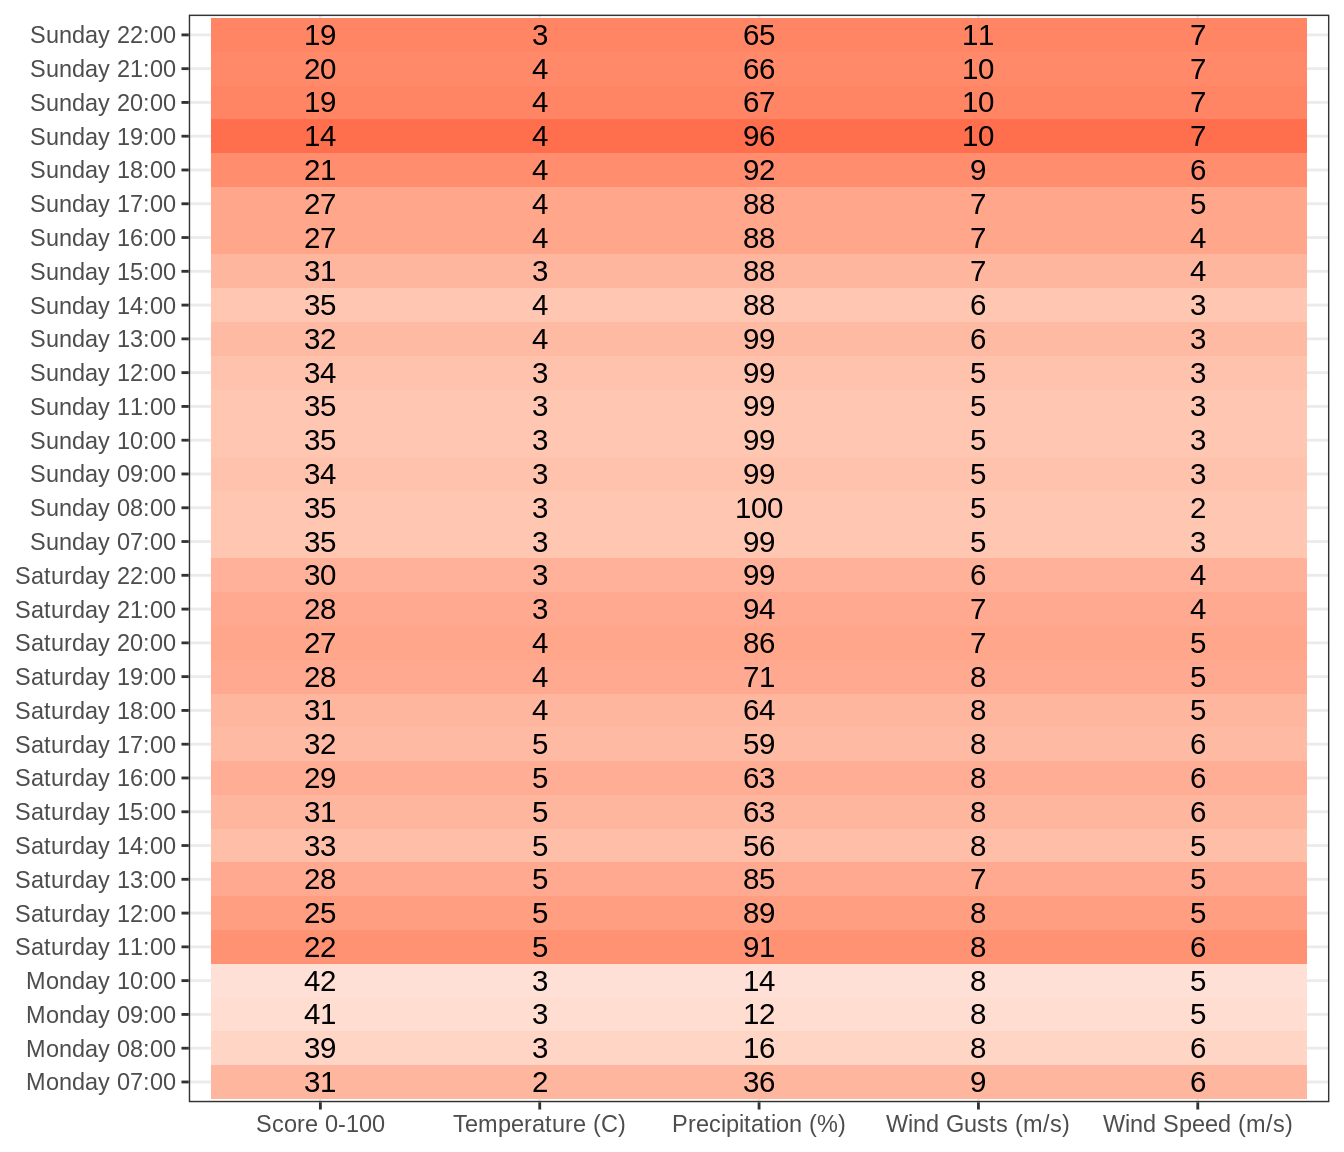 Sunday 22:00 19 3 65 11 7
Sunday 21:00 20 4 66 10 7
Sunday 20:00 19 4 67 10 7
Sunday 19:00 14 4 96 10 7
Sunday 18:00 21 4 92 9 6
Sunday 17:00 27 4 88 7 5
Sunday 16:00 27 4 88 7 4
Sunday 15:00 31 3 88 7 4
Sunday 14:00 35 4 88 6 3
Sunday 13:00 32 4 99 6 3
Sunday 12:00 34 3 99 5 3
Sunday 11:00 35 3 99 5 3
Sunday 10:00 35 3 99 5 3
Sunday 09:00 34 3 99 5 3
Sunday 08:00 35 3 100 5 2
Sunday 07:00 35 3 99 5 3
Saturday 22:00 30 3 99 6 4
Saturday 21:00 28 3 94 7 4
Saturday 20:00 27 4 86 7 5
Saturday 19:00 28 4 71 8 5
Saturday 18:00 31 4 64 8 5
Saturday 17:00 32 5 59 8 6
Saturday 16:00 29 5 63 8 6
Saturday 15:00 31 5 63 8 6
Saturday 14:00 33 5 56 8 5
Saturday 13:00 28 5 85 7 5
Saturday 12:00 25 5 89 8 5
Saturday 11:00 22 5 91 8 6
Monday 10:00 42 3 14 8 5
Monday 09:00 41 3 12 8 5
Monday 08:00 39 3 16 8 6
Monday 07:00 31 2 36 9 6
Score 0-100 Temperature (C) Precipitation (%) Wind Gusts (m/s) Wind Speed (m/s)